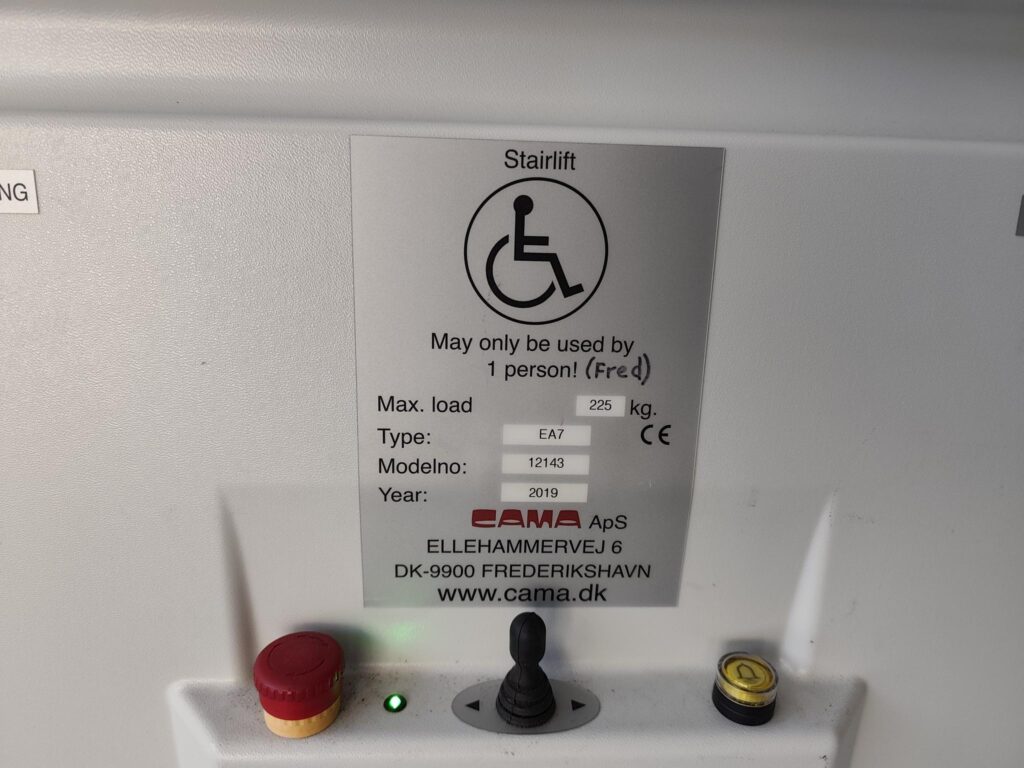 NG
Stairlift
May only be used by
1 person! (Fred)
Max. load 225 kg.
Type: EA7 CE
Modelno: 12143
Year: 2019
CAMA ApS
ELLEHAMMERVEJ 6
DK-9900 FREDERIKSHAVN
www.cama.dk